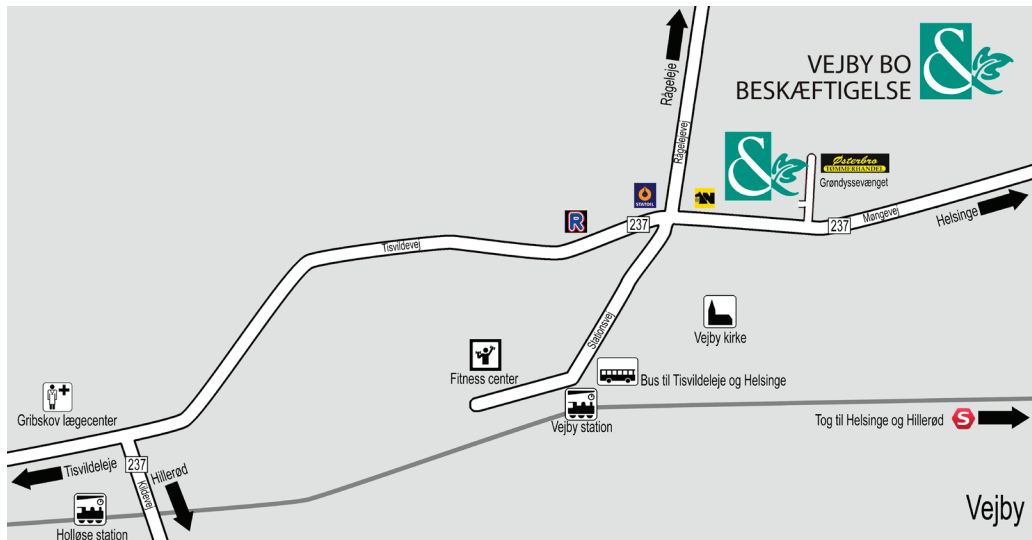 VEJBY BO
BESKÆFTIGELSE
&
Rågeleje
Rågelejevej
&
Østerbro
TØMMERHANDEL
Grøndyssevænget
STATOIL
1N
R
237
237
Møngevej
Helsinge
Tisvildevej
Stationsvej
Vejby kirke
Fitness center
Bus til Tisvildeleje og Helsinge
Gribskov lægecenter
Vejby station
Tog til Helsinge og Hillerød
S
Tisvildeleje
237
Hillerød
Kildevej
Holløse station
Vejby